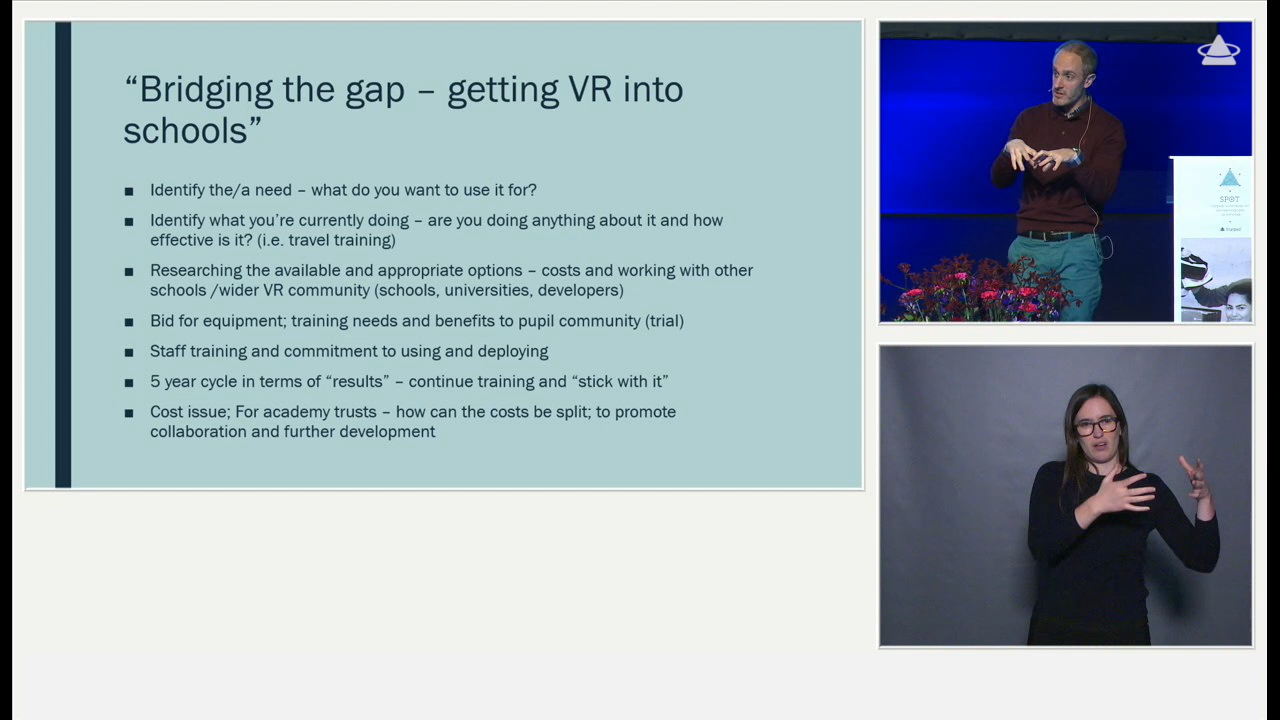 “Bridging the gap – getting VR into
schools”
▪ Identify the/a need – what do you want to use it for?
▪ Identify what you’re currently doing – are you doing anything about it and how
effective is it? (i.e. travel training)
▪ Researching the available and appropriate options – costs and working with other
schools /wider VR community (schools, universities, developers)
▪ Bid for equipment; training needs and benefits to pupil community (trial)
▪ Staff training and commitment to using and deploying
▪ 5 year cycle in terms of “results” – continue training and “stick with it”
▪ Cost issue; For academy trusts – how can the costs be split; to promote
collaboration and further development
SPOT